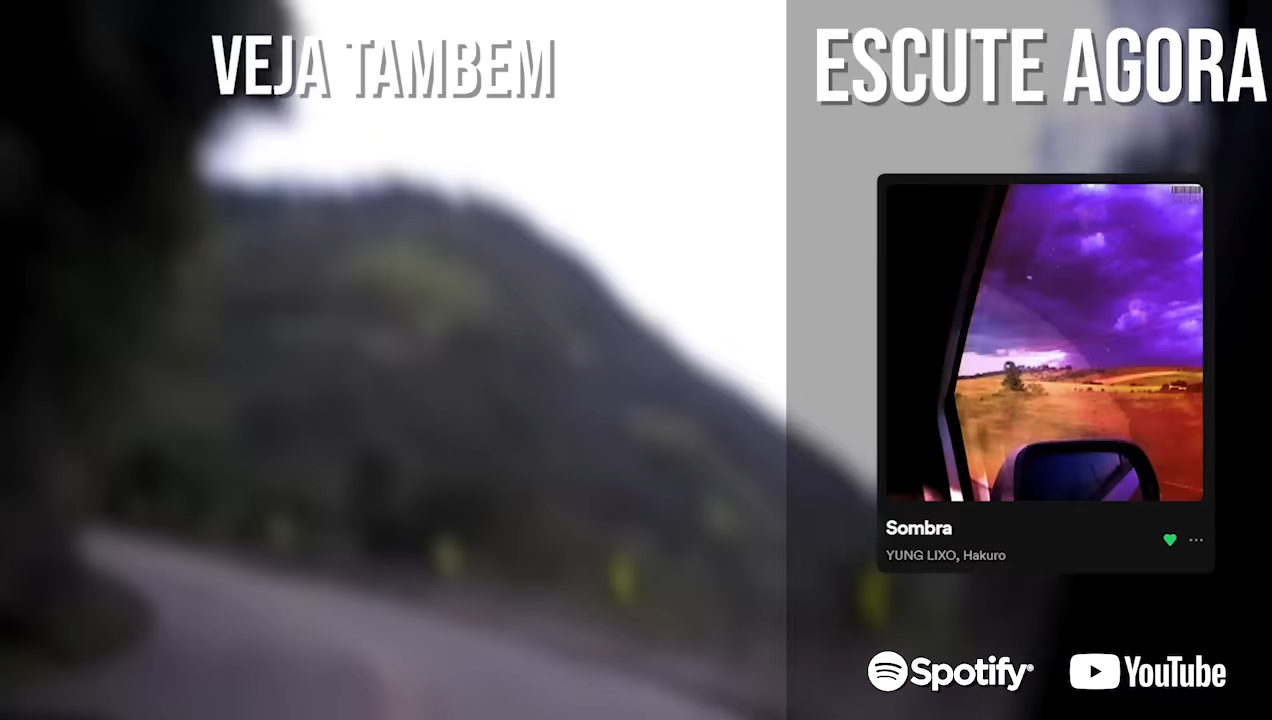 VEJA TAMBEM
ESCUTE AGORA
Sombra
YUNG LIXO, Hakuro
Spotify®
YouTube